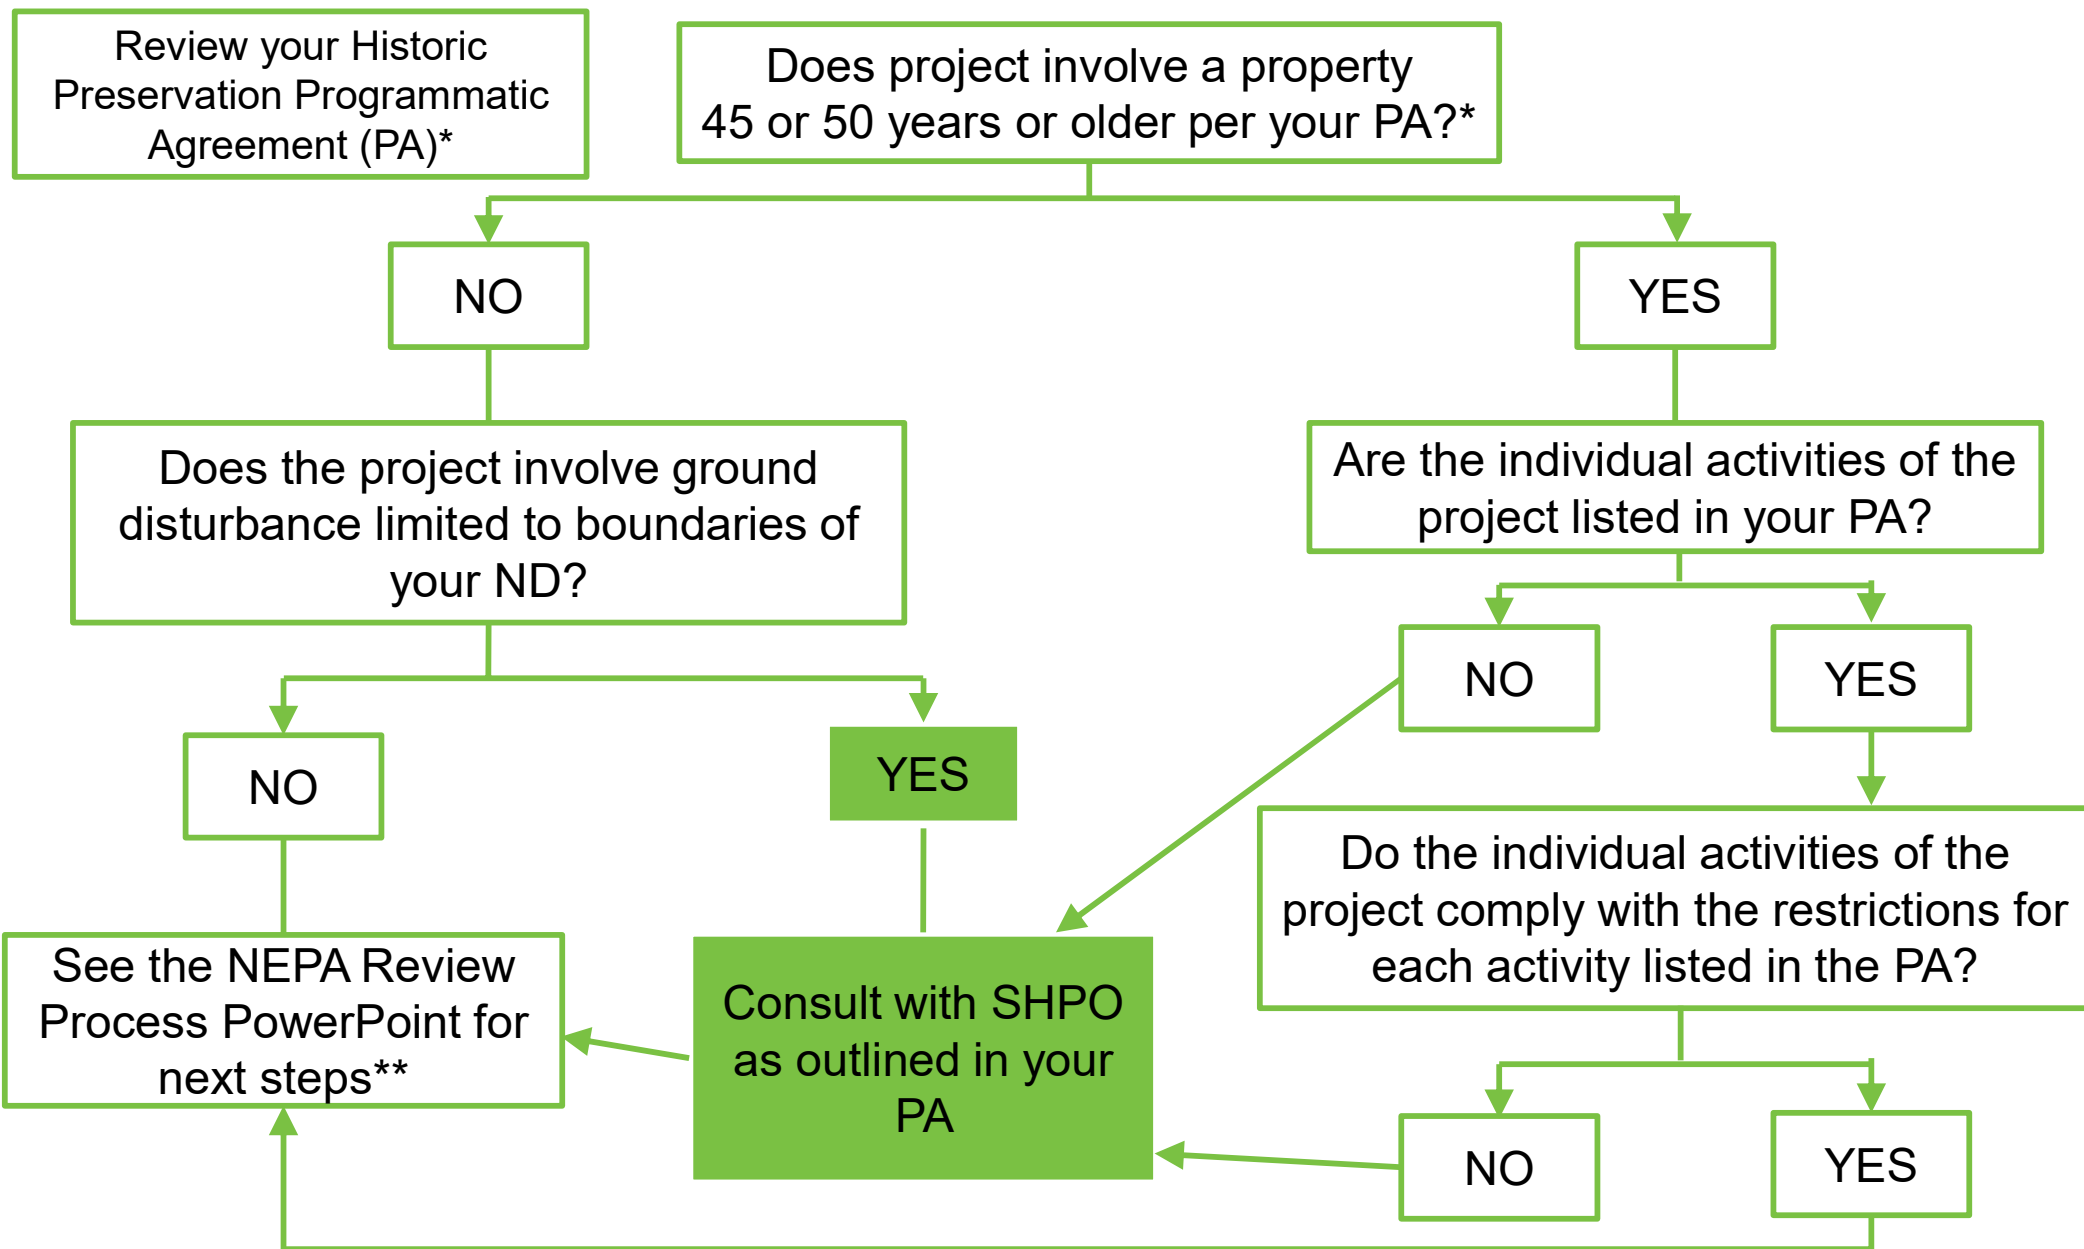 Review your Historic
Preservation Programmatic
Agreement (PA)*
Does project involve a property
45 or 50 years or older per your PA?*
NO
YES
Does the project involve ground
disturbance limited to boundaries of
your ND?
Are the individual activities of the
project listed in your PA?
NO
YES
NO
YES
Do the individual activities of the
project comply with the restrictions for
each activity listed in the PA?
See the NEPA Review
Process PowerPoint for
next steps**
Consult with SHPO
as outlined in your
PA
NO
YES